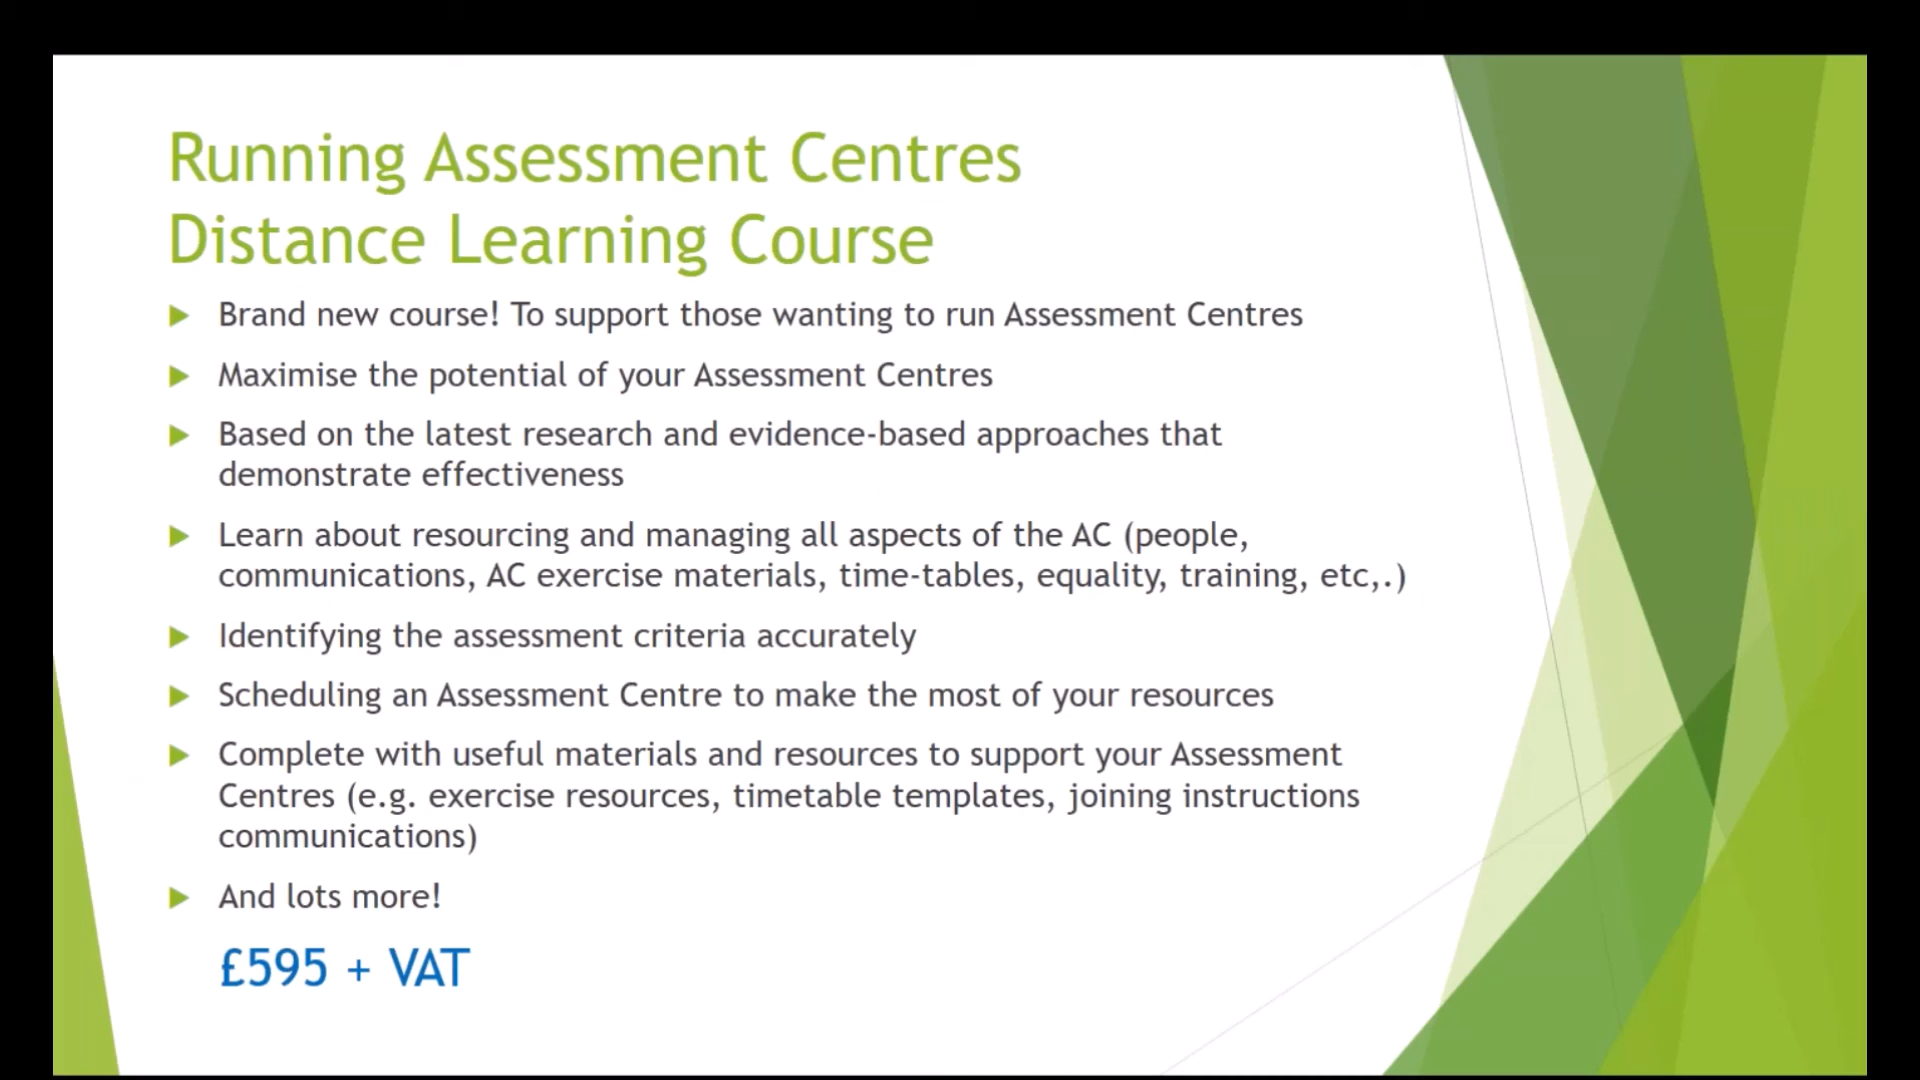 Running Assessment Centres
Distance Learning Course
Brand new course! To support those wanting to run Assessment Centres
Maximise the potential of your Assessment Centres
Based on the latest research and evidence-based approaches that
demonstrate effectiveness
Learn about resourcing and managing all aspects of the AC (people,
communications, AC exercise materials, time-tables, equality, training, etc,.)
Identifying the assessment criteria accurately
Scheduling an Assessment Centre to make the most of your resources
Complete with useful materials and resources to support your Assessment
Centres (e.g. exercise resources, timetable templates, joining instructions
communications)
And lots more!
£595 + VAT